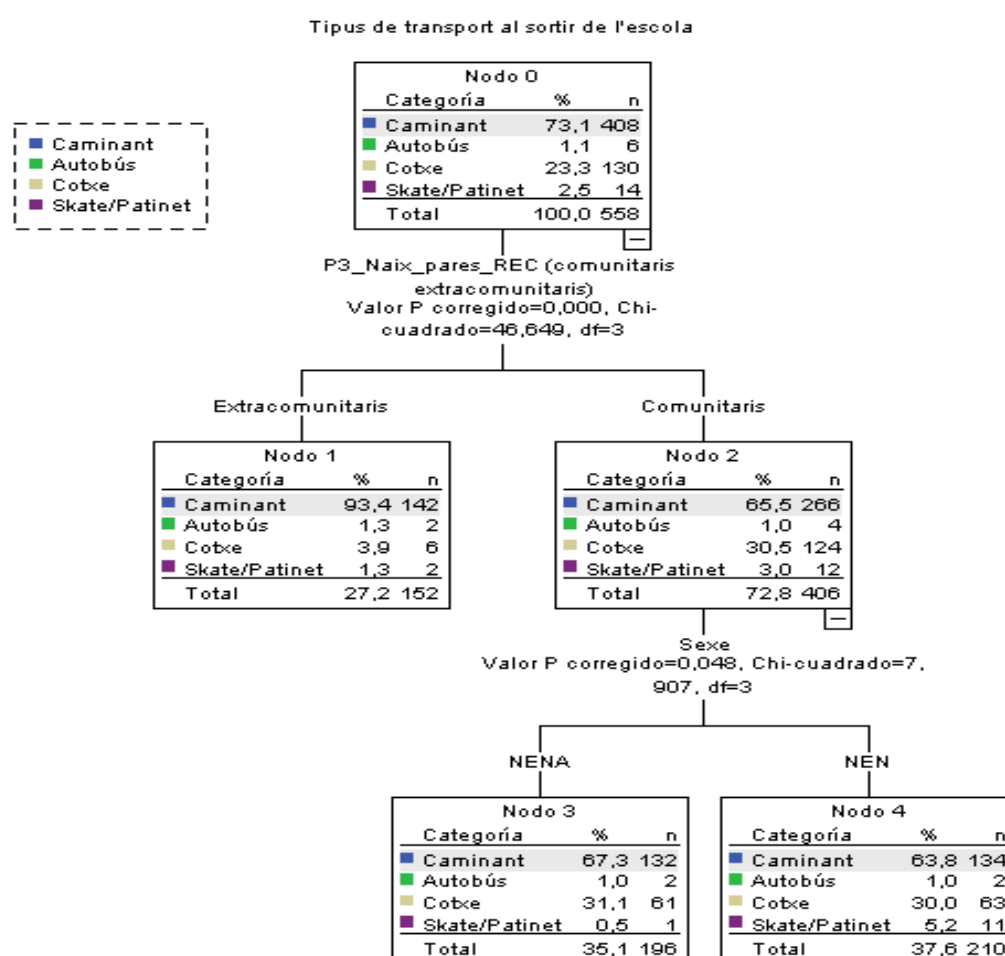 Tipus de transport al sortir de l'escola
Caminant
Autobús
Cotxe
Skate/Patinet
Nodo 0
Categoría % n
Caminant 73,1 408
Autobús 1,1 6
Cotxe 23,3 130
Skate/Patinet 2,5 14
Total 100,0 558
P3_Naix_pares_REC (comunitaris
extracomunitaris)
Valor P corregido=0,000, Chi-
cuadrado=46,649, df=3
Extracomunitaris
Comunitaris
Nodo 1
Categoría % n
Caminant 93,4 142
Autobús 1,3 2
Cotxe 3,9 6
Skate/Patinet 1,3 2
Total 27,2 152
Nodo 2
Categoría % n
Caminant 65,5 266
Autobús 1,0 4
Cotxe 30,5 124
Skate/Patinet 3,0 12
Total 72,8 406
Sexe
Valor P corregido=0,048, Chi-cuadrado=7,
907, df=3
NENA
NEN
Nodo 3
Categoría % n
Caminant 67,3 132
Autobús 1,0 2
Cotxe 31,1 61
Skate/Patinet 0,5 1
Total 35,1 196
Nodo 4
Categoría % n
Caminant 63,8 134
Autobús 1,0 2
Cotxe 30,0 63
Skate/Patinet 5,2 11
Total 37,6 210